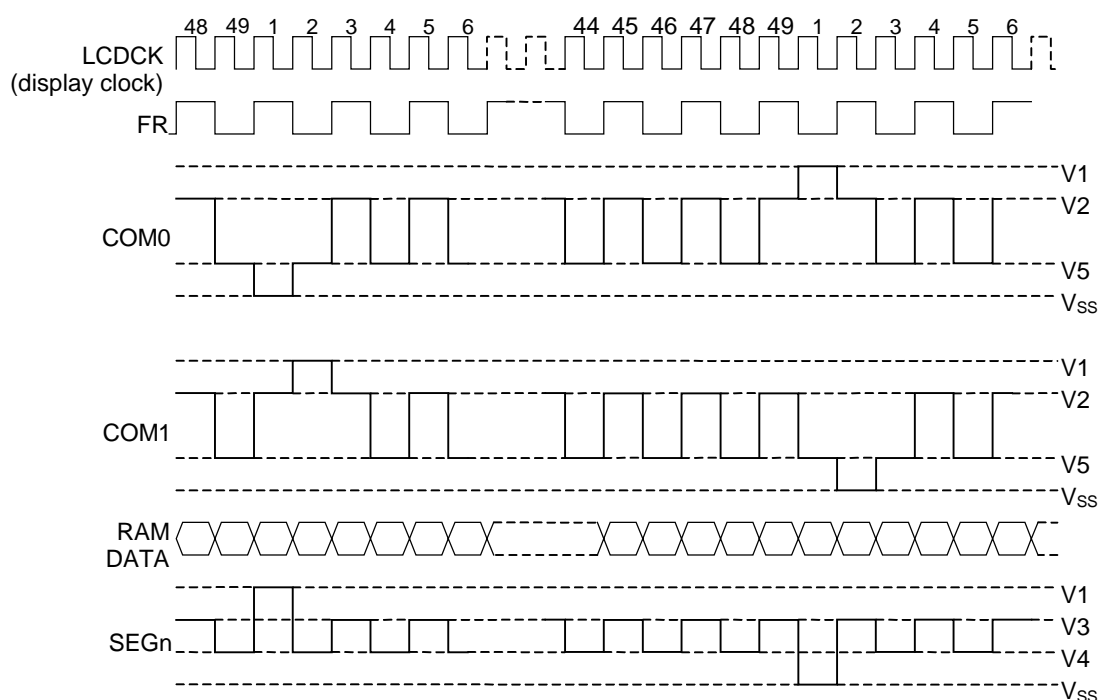 48 49 1 2 3 4 5 6 44 45 46 47 48 49 1 2 3 4 5 6
LCDCK
(display clock)
FR
V1
V2
COM0
V5
VSS
V1
V2
COM1
V5
VSS
RAM
DATA
V1
V3
SEGn
V4
VSS